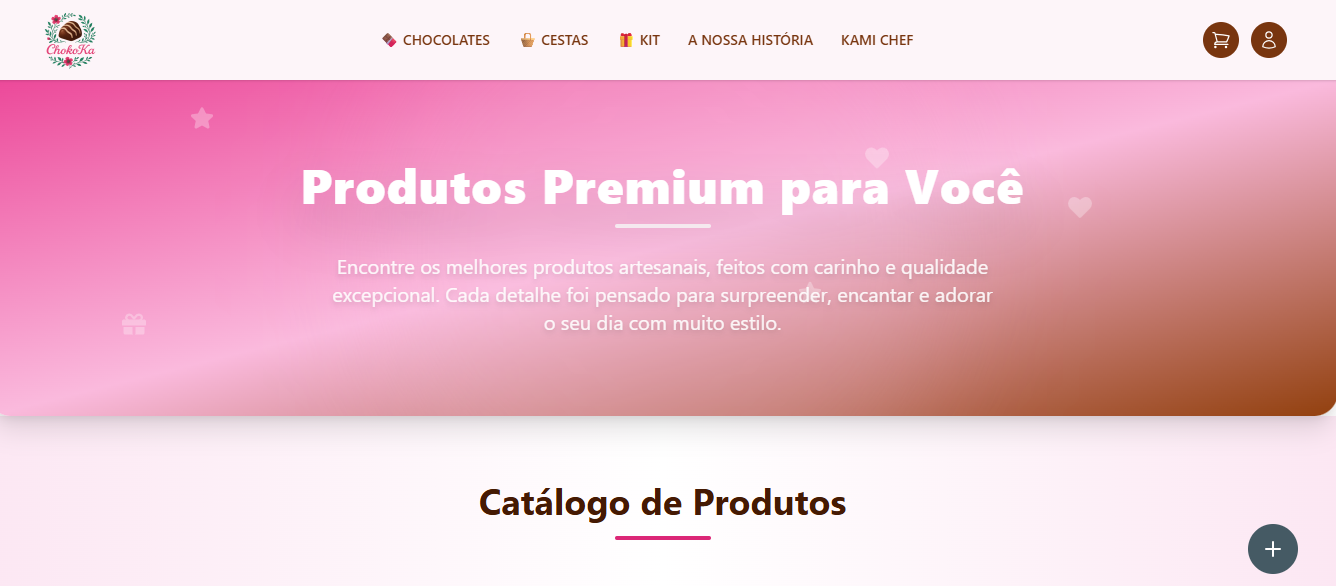 ChokoKa
CHOCOLATES
CESTAS
KIT
A NOSSA HISTÓRIA
KAMI CHEF
Produtos Premium para Você
Encontre os melhores produtos artesanais, feitos com carinho e qualidade
excepcional. Cada detalhe foi pensado para surpreender, encantar e adorar
o seu dia com muito estilo.
Catálogo de Produtos